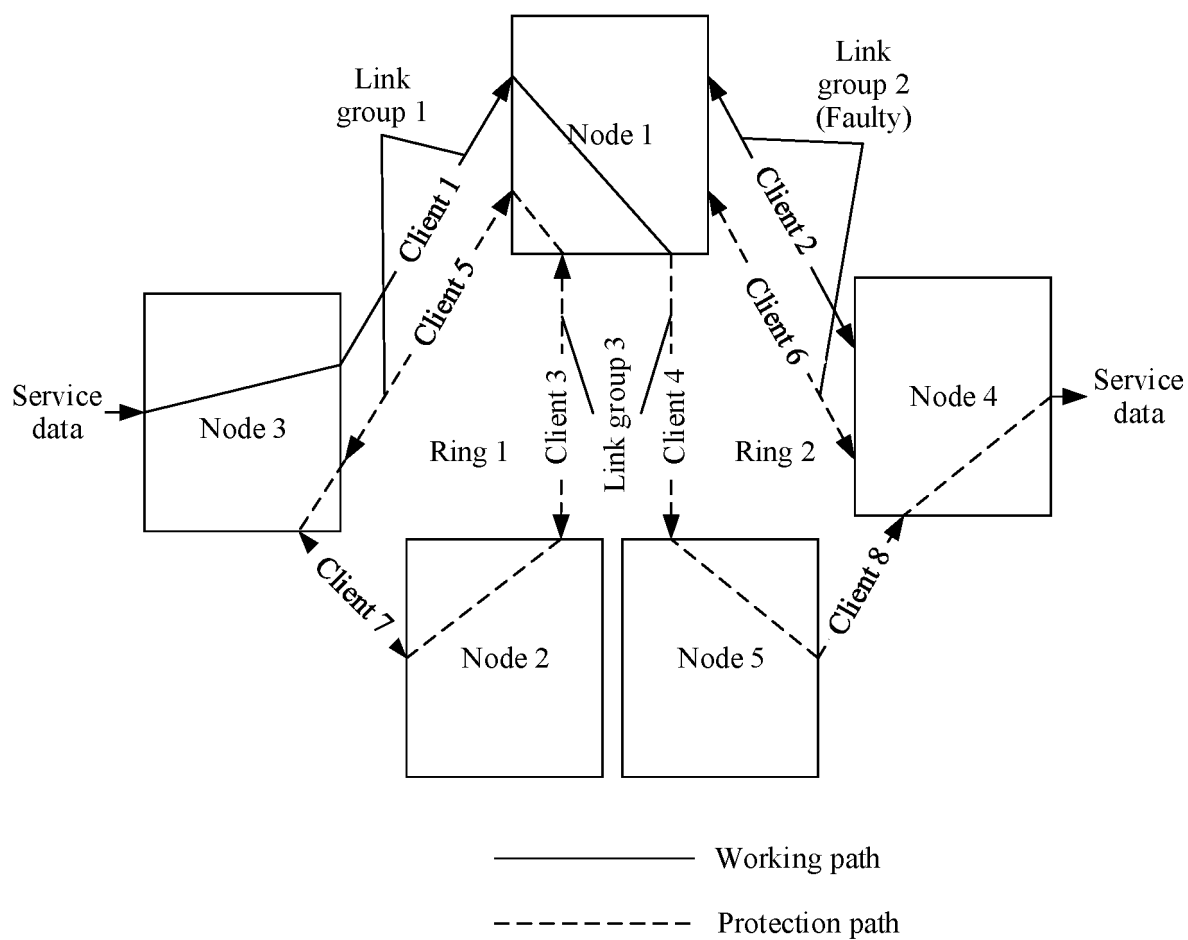 Link
group 1
Node 1
Link
group 2
(Faulty)
Client 1
Client 2
Client 5
Client 6
Service
data
Node 3
Ring 1
Client 3
Link group 3
Client 4
Ring 2
Node 4
Service
data
Client 7
Node 2
Node 5
Client 8
Working path
Protection path